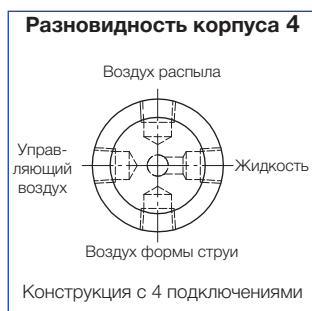 Разновидность корпуса 4
Воздух распыла
Управ-
ляющий
воздух
Жидкость
Воздух формы струи
Конструкция с 4 подключениями